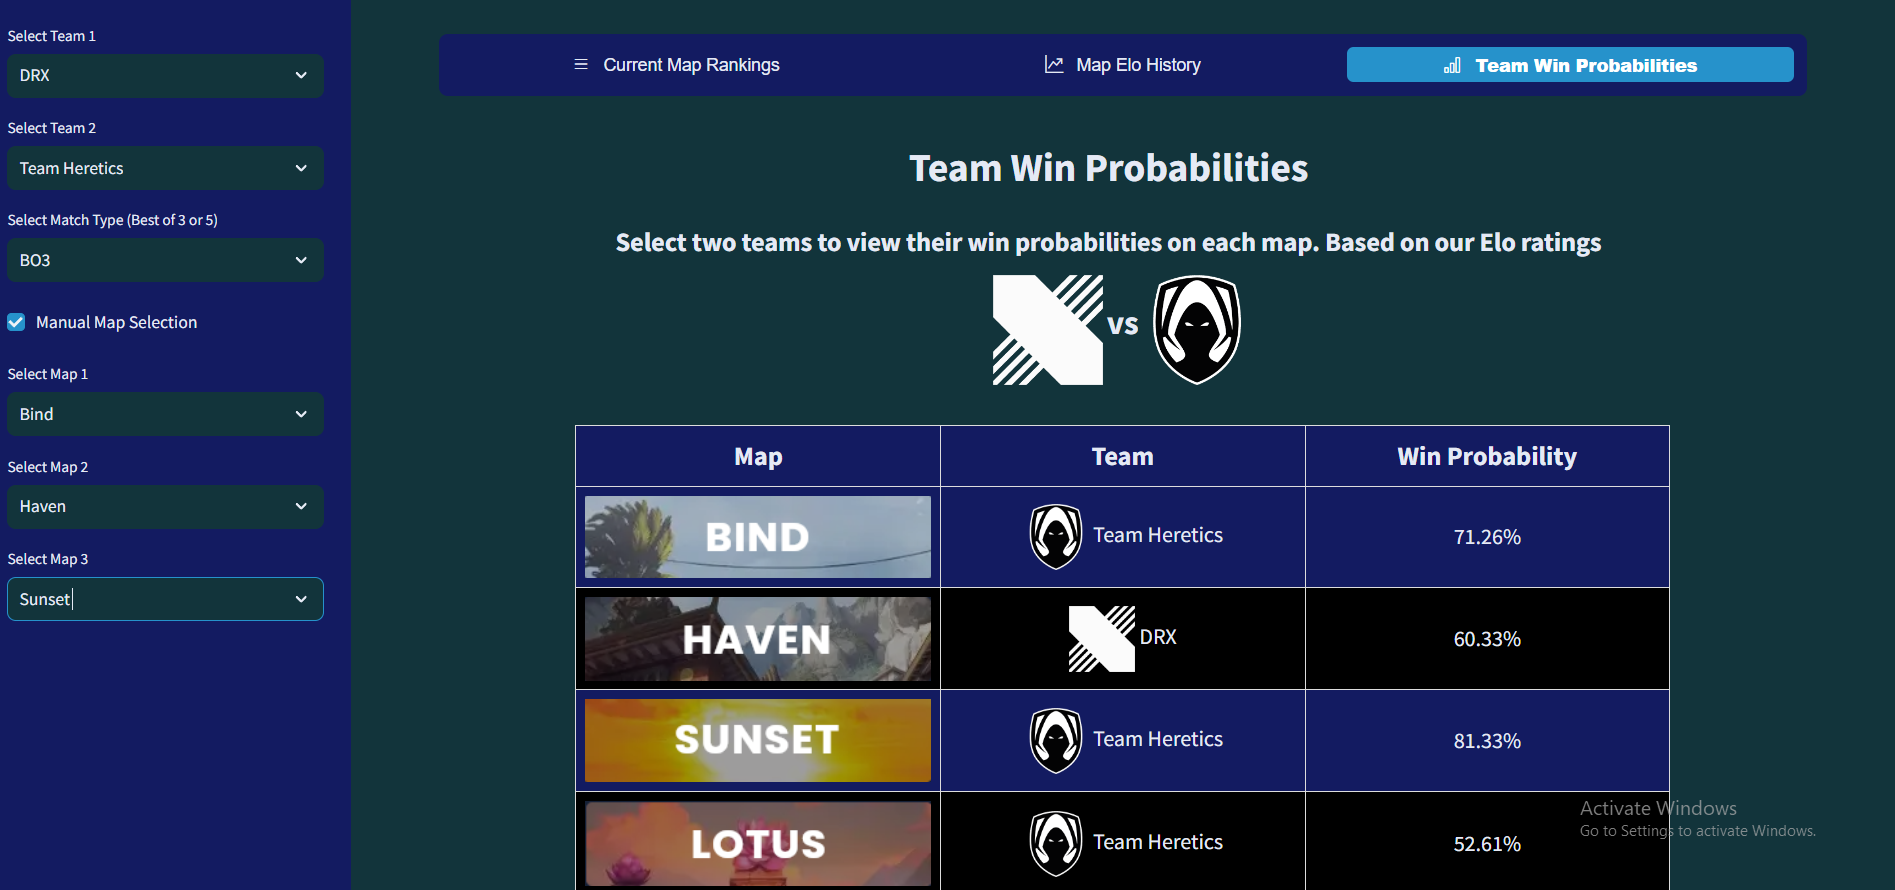 Select Team 1
DRX
Select Team 2
Team Heretics
Select Match Type (Best of 3 or 5)
BO3
Manual Map Selection
Select Map 1
Bind
Select Map 2
Haven
Select Map 3
Sunset
Current Map Rankings
Map Elo History
Team Win Probabilities
Team Win Probabilities
Select two teams to view their win probabilities on each map. Based on our Elo ratings
vs
Map Team Win Probability
BIND Team Heretics 71.26%
HAVEN DRX 60.33%
SUNSET Team Heretics 81.33%
LOTUS Team Heretics 52.61%
Activate Windows
Go to Settings to activate Windows.